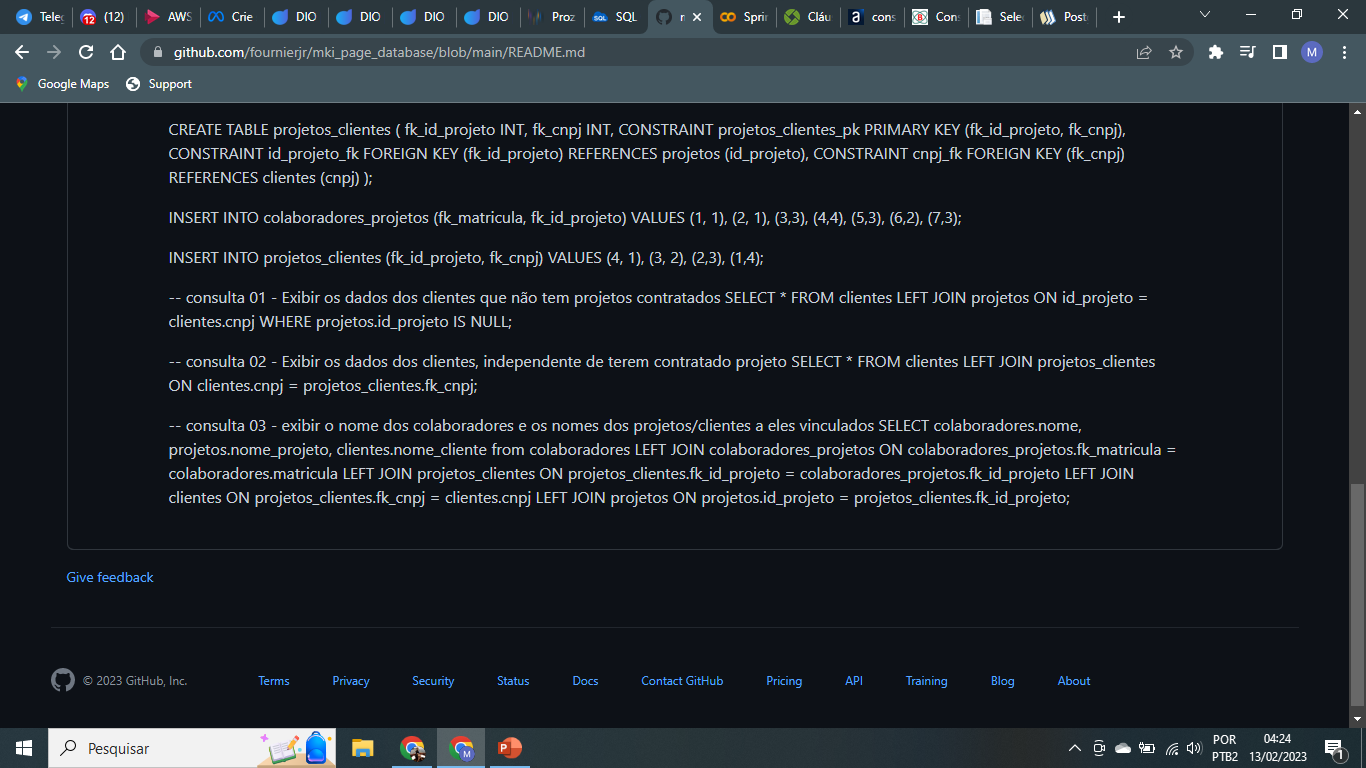 Teleg
(12)
AWS
Crie
DIO
DIO
DIO
DIO
Proz
SQL
r
Sprin
Cláu
cons
Con
Sele
Post
github.com/fournierjr/mki_page_database/blob/main/README.md
M
Google Maps
Support
CREATE TABLE projetos_clientes ( fk_id_projeto INT, fk_cnpj INT, CONSTRAINT projetos_clientes_pk PRIMARY KEY (fk_id_projeto, fk_cnpj),
CONSTRAINT id_projeto_fk FOREIGN KEY (fk_id_projeto) REFERENCES projetos (id_projeto), CONSTRAINT cnpj_fk FOREIGN KEY (fk_cnpj)
REFERENCES clientes (cnpj) );
INSERT INTO colaboradores_projetos (fk_matricula, fk_id_projeto) VALUES (1, 1), (2, 1), (3,3), (4,4), (5,3), (6,2), (7,3);
INSERT INTO projetos_clientes (fk_id_projeto, fk_cnpj) VALUES (4, 1), (3, 2), (2,3), (1,4);
-- consulta 01 - Exibir os dados dos clientes que não tem projetos contratados SELECT * FROM clientes LEFT JOIN projetos ON id_projeto =
clientes.cnpj WHERE projetos.id_projeto IS NULL;
-- consulta 02 - Exibir os dados dos clientes, independente de terem contratado projeto SELECT * FROM clientes LEFT JOIN projetos_clientes
ON clientes.cnpj = projetos_clientes.fk_cnpj;
-- consulta 03 - exibir o nome dos colaboradores e os nomes dos projetos/clientes a eles vinculados SELECT colaboradores.nome,
projetos.nome_projeto, clientes.nome_cliente from colaboradores LEFT JOIN colaboradores_projetos ON colaboradores_projetos.fk_matricula =
colaboradores.matricula LEFT JOIN projetos_clientes ON projetos_clientes.fk_id_projeto = colaboradores_projetos.fk_id_projeto LEFT JOIN
clientes ON projetos_clientes.fk_cnpj = clientes.cnpj LEFT JOIN projetos ON projetos.id_projeto = projetos_clientes.fk_id_projeto;
Give feedback
© 2023 GitHub, Inc.
Terms
Privacy
Security
Status
Docs
Contact GitHub
Pricing
API
Training
Blog
About
Pesquisar
POR
PTB2
04:24
13/02/2023
1